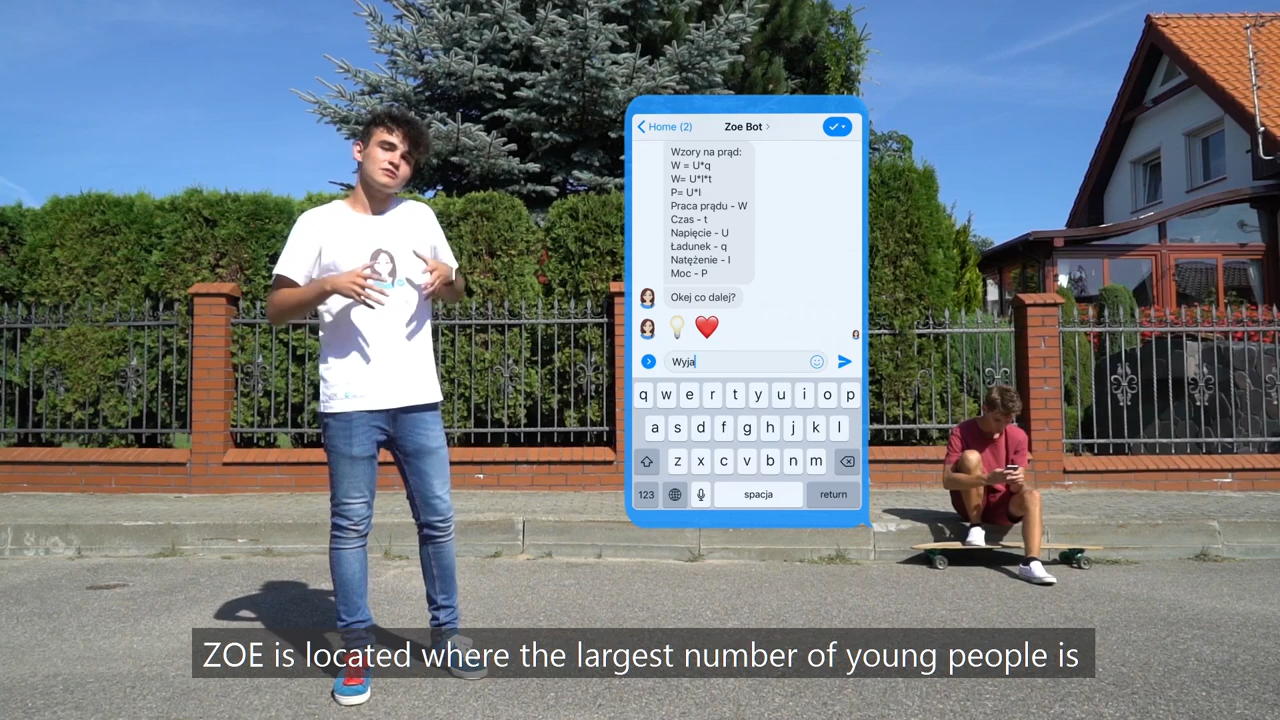 Home (2)
Zoe Bot
Wzory na prąd:
W = U*q
W= U*I*t
P= U*I
Praca prądu - W
Czas - t
Napięcie - U
Ładunek - q
Natężenie - I
Moc - P
Okej co dalej?
Wyja
q w e r t y u i o p
a s d f g h j k l
z x c v b n m
123 spacja return
ZOE is located where the largest number of young people is